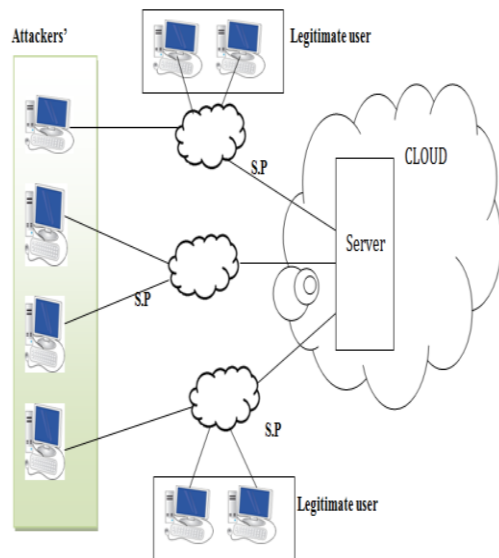 Attackers’
Legitimate user
CLOUD
S.P
Server
S.P
S.P
Legitimate user